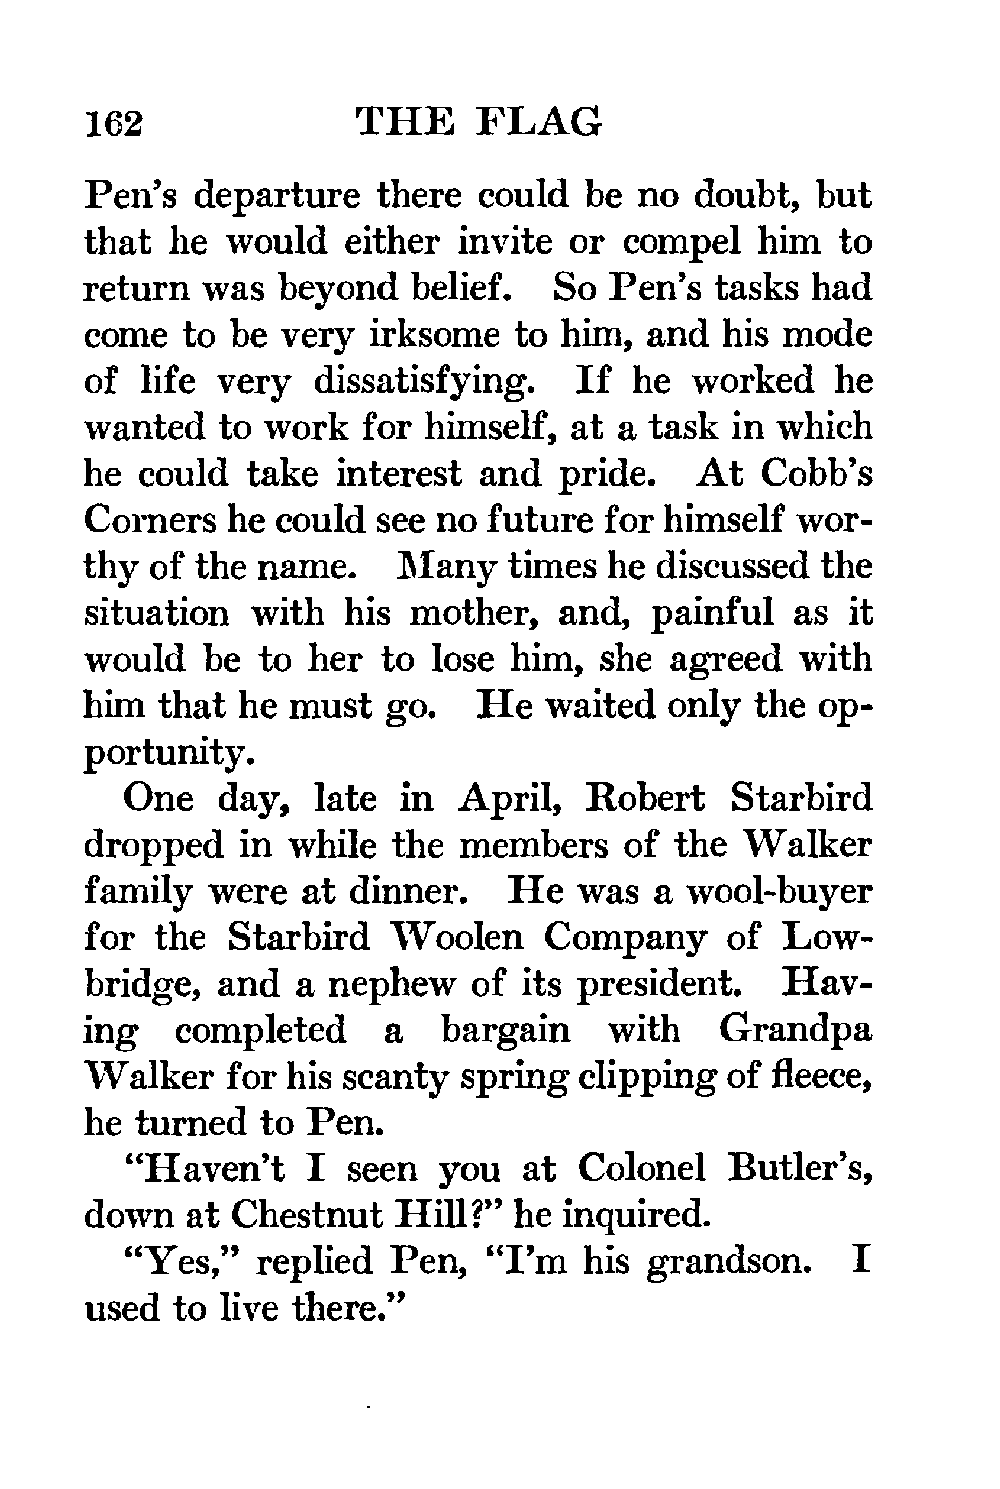 162 THE FLAG
Pen's departure there could be no doubt, but
that he would either invite or compel him to
return was beyond belief. So Pen's tasks had
come to be very irksome to him, and his mode
of life very dissatisfying. If he worked he
wanted to work for himself, at a task in which
he could take interest and pride. At Cobb's
Corners he could see no future for himself wor-
thy of the name. Many times he discussed the
situation with his mother, and, painful as it
would be to her to lose him, she agreed with
him that he must go. He waited only the op-
portunity.
One day, late in April, Robert Starbird
dropped in while the members of the Walker
family were at dinner. He was a wool-buyer
for the Starbird Woolen Company of Low-
bridge, and a nephew of its president. Hav-
ing completed a bargain with Grandpa
Walker for his scanty spring clipping of fleece,
he turned to Pen.
"Haven't I seen you at Colonel Butler's,
down at Chestnut Hill?" he inquired.
"Yes," replied Pen, "I'm his grandson. I
used to live there."